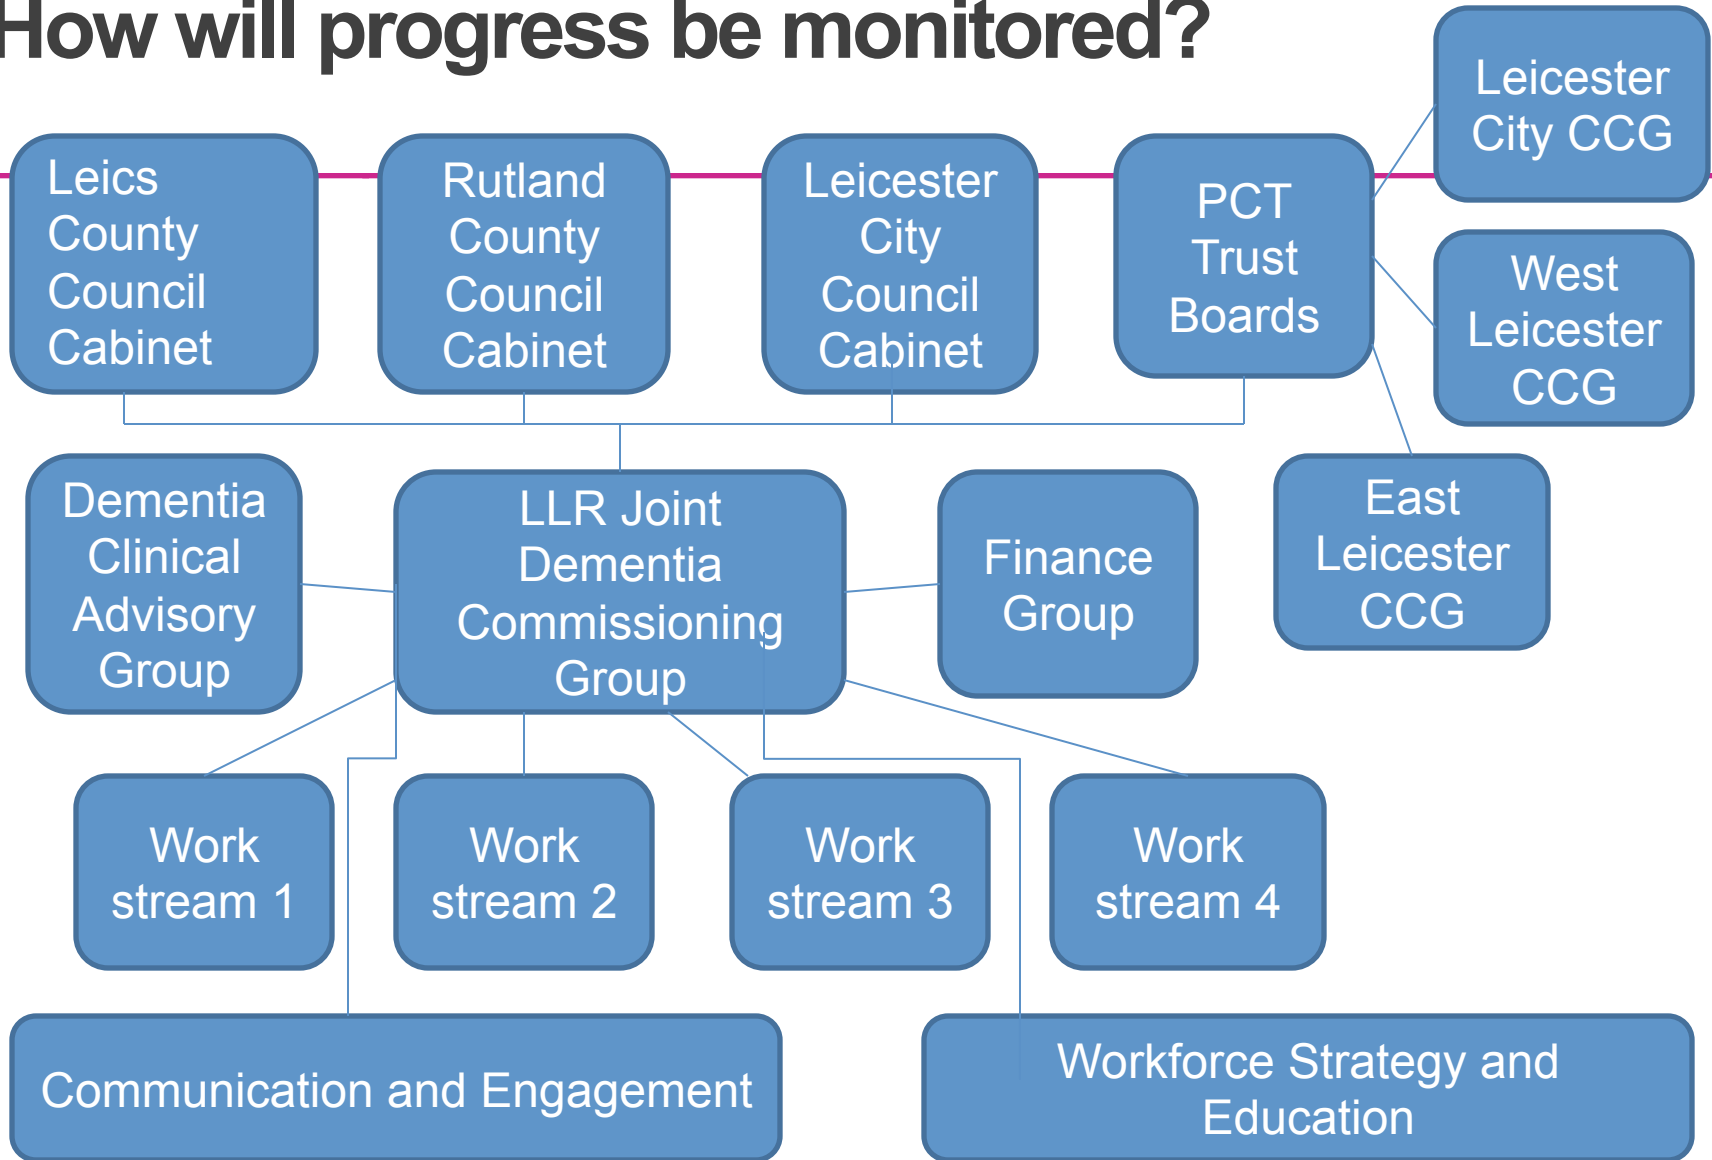 How will progress be monitored?
Leicester
City CCG
Leics
County
Council
Cabinet
Rutland
County
Council
Cabinet
Leicester
City
Council
Cabinet
PCT
Trust
Boards
West
Leicester
CCG
Dementia
Clinical
Advisory
Group
LLR Joint
Dementia
Commissioning
Group
Finance
Group
East
Leicester
CCG
Work
stream 1
Work
stream 2
Work
stream 3
Work
stream 4
Communication and Engagement
Workforce Strategy and
Education